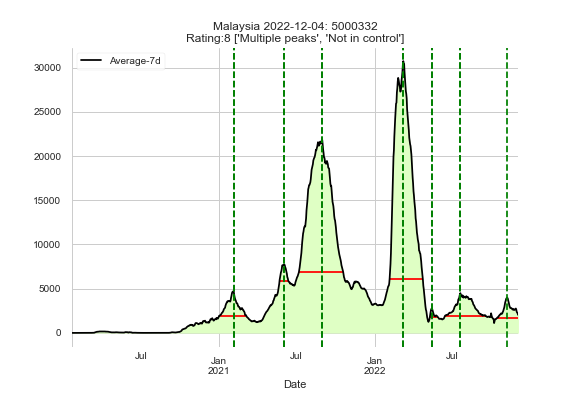 Malaysia 2022-12-04: 5000332
Rating:8 ['Multiple peaks', 'Not in control']
Average-7d
30000
25000
20000
15000
10000
5000
0
Jul
Jan
2021
Jul
Jan
2022
Jul
Date